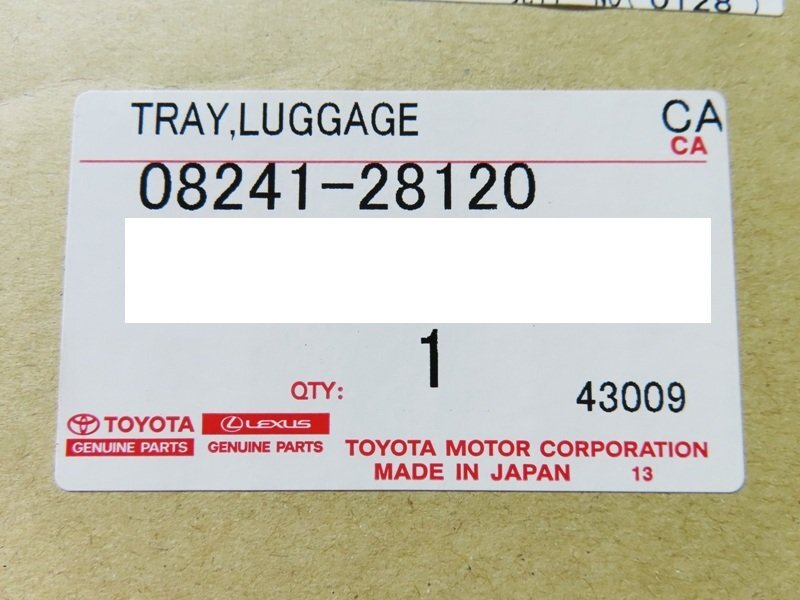 0128
TRAY,LUGGAGE CA
CA
08241-28120
1
QTY:
43009
TOYOTA LEXUS
GENUINE PARTS GENUINE PARTS
TOYOTA MOTOR CORPORATION
MADE IN JAPAN 13